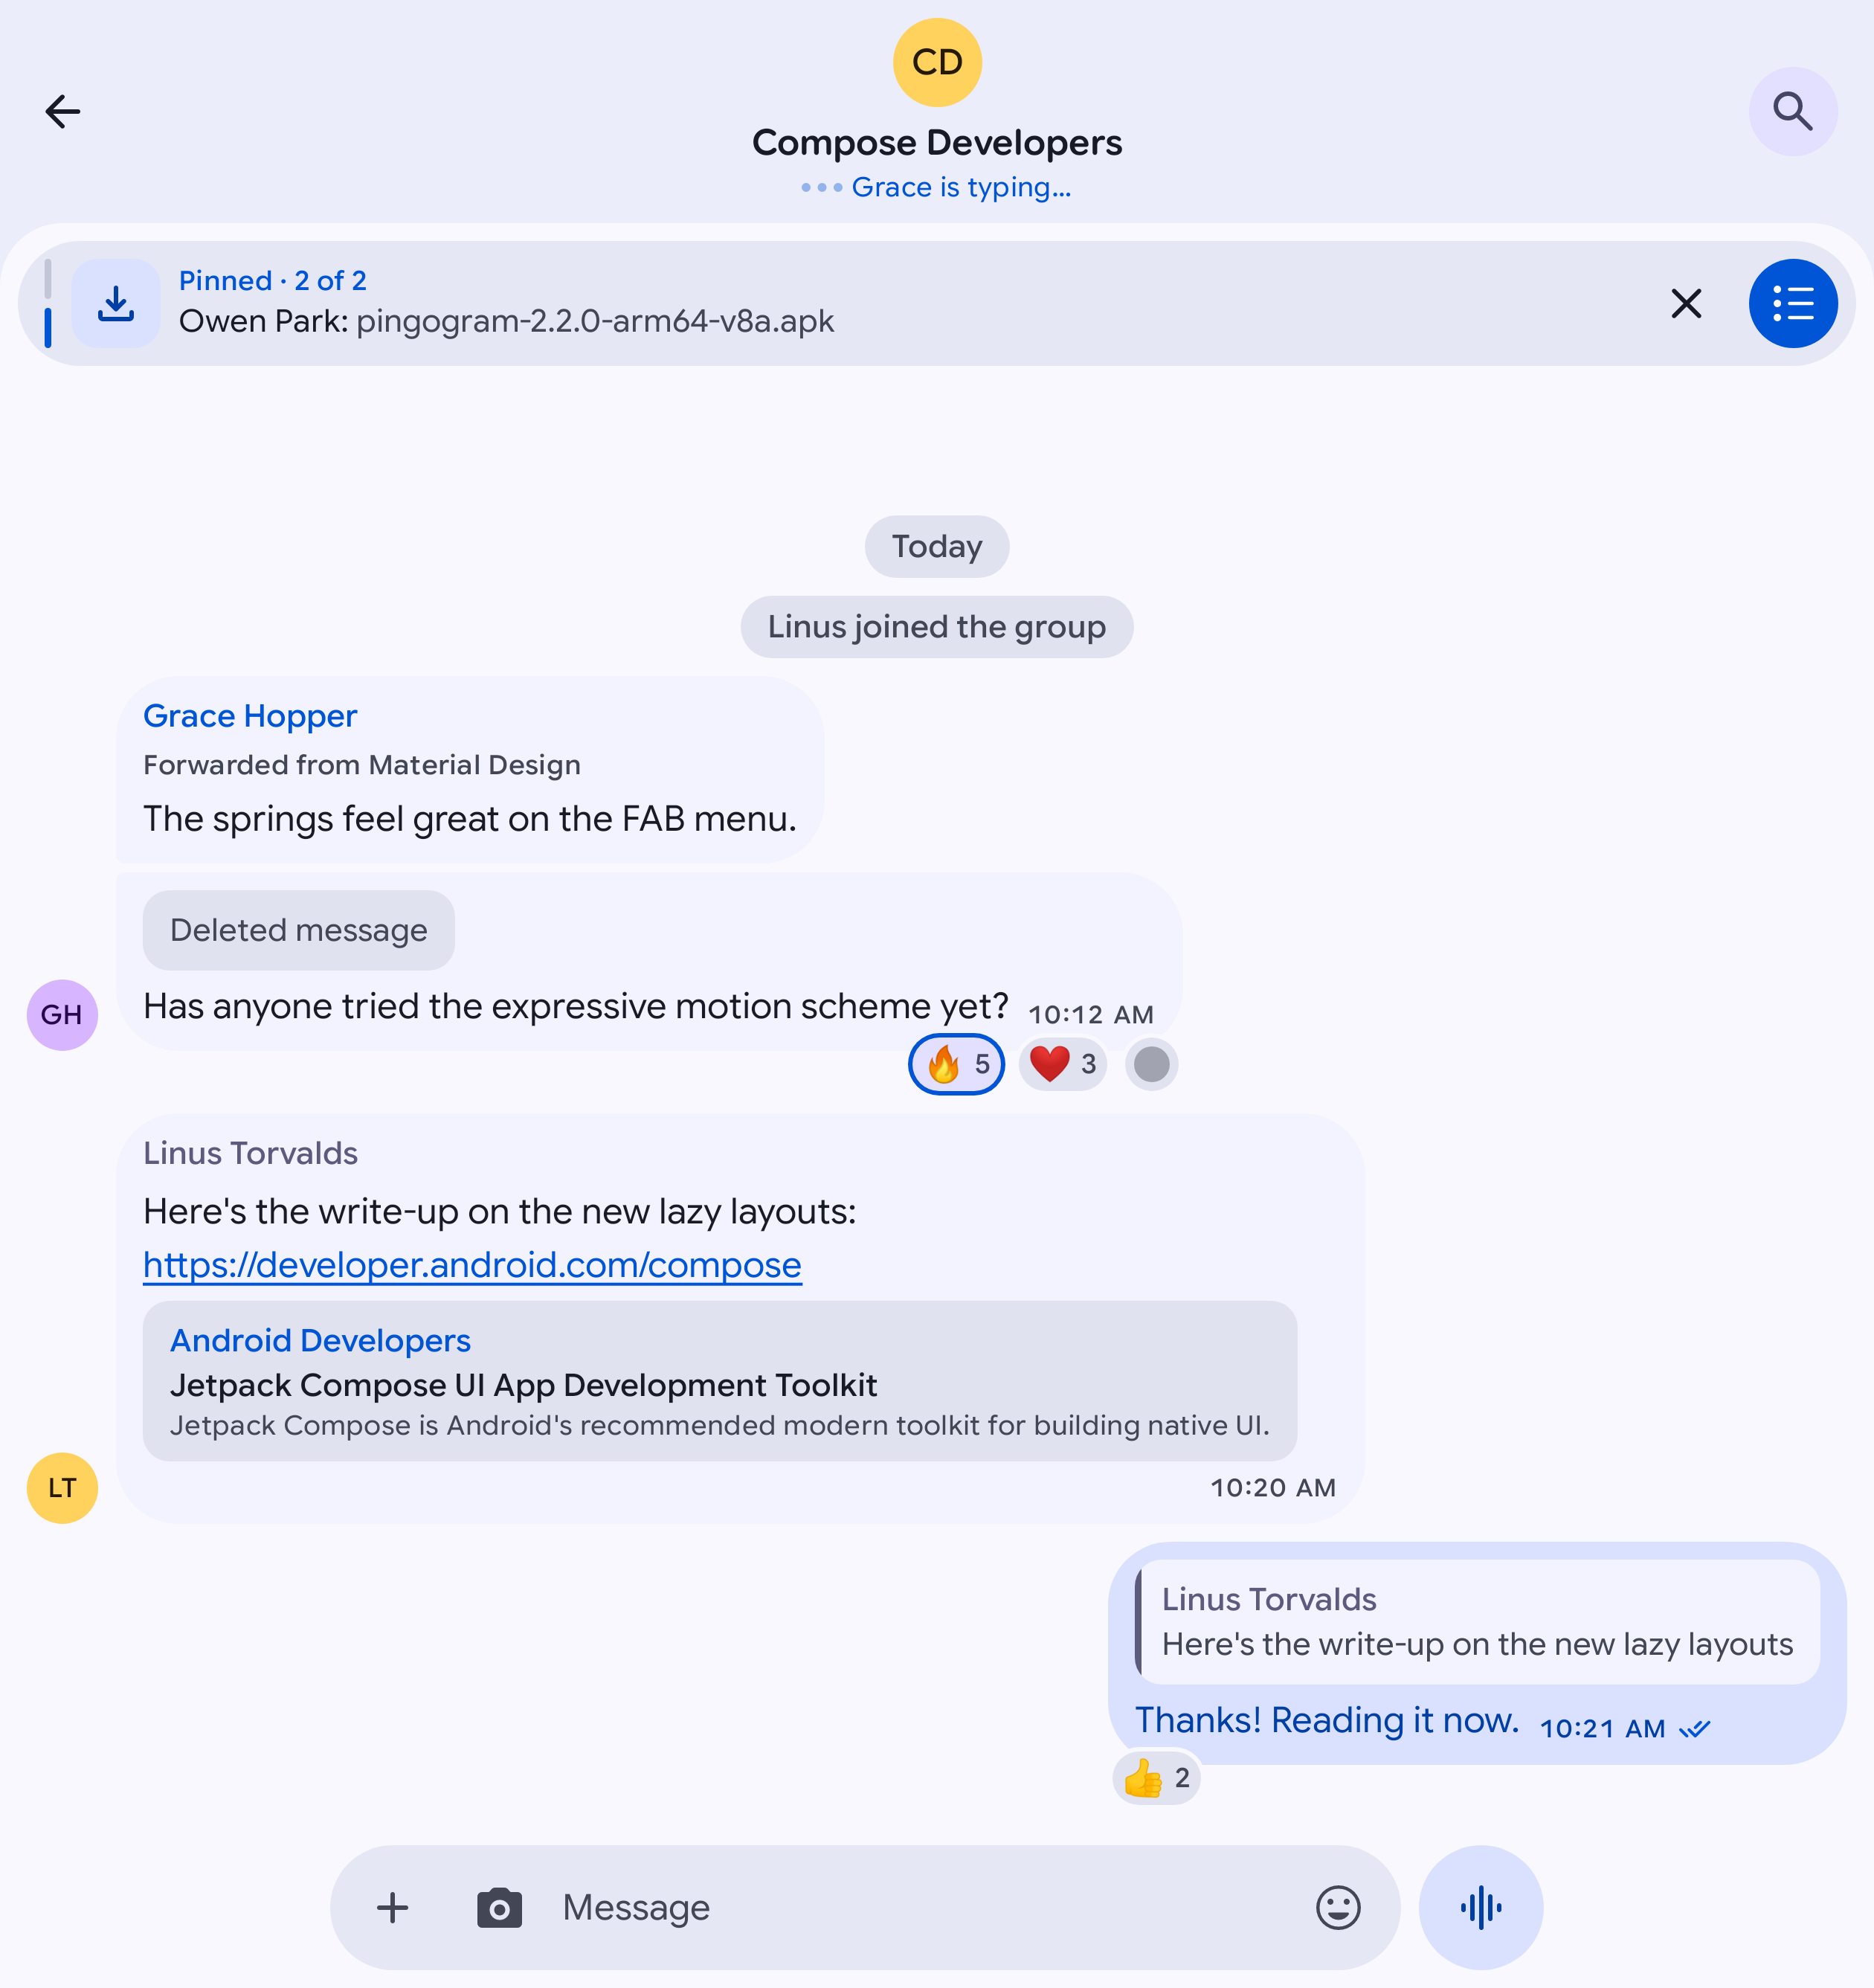 CD
Compose Developers
Grace is typing...
Pinned · 2 of 2
Owen Park: pingogram-2.2.0-arm64-v8a.apk
Today
Linus joined the group
Grace Hopper
Forwarded from Material Design
The springs feel great on the FAB menu.
Deleted message
Has anyone tried the expressive motion scheme yet? 10:12 AM
GH
5 3
Linus Torvalds
Here's the write-up on the new lazy layouts:
https://developer.android.com/compose
Android Developers
Jetpack Compose UI App Development Toolkit
Jetpack Compose is Android's recommended modern toolkit for building native UI.
LT
10:20 AM
Linus Torvalds
Here's the write-up on the new lazy layouts
Thanks! Reading it now. 10:21 AM
2
Message